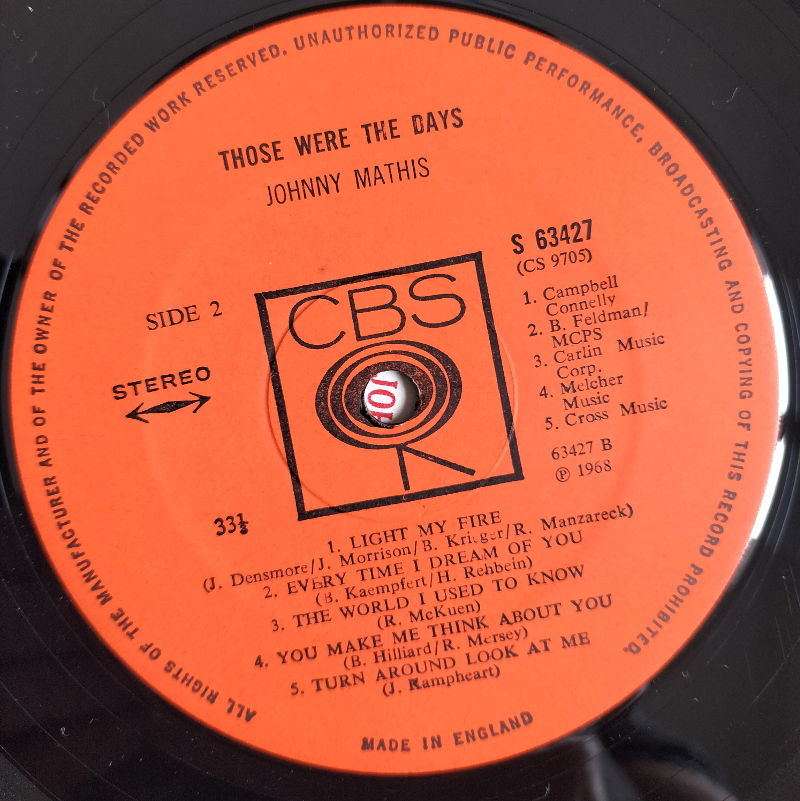 ALL RIGHTS OF THE MANUFACTURER AND OF THE OWNER OF THE RECORDED WORK RESERVED. UNAUTHORIZED PUBLIC PERFORMANCE, BROADCASTING AND COPYING OF THIS RECORD PROHIBITED.
THOSE WERE THE DAYS
JOHNNY MATHIS
S 63427
(CS 9705)
SIDE 2
STEREO
33⅓
CBS
1. Campbell
Connelly
2. B. Feldman/
MCPS
3. Carlin Music
Corp.
4. Melcher
Music
5. Cross Music
63427 B
℗ 1968
1. LIGHT MY FIRE
(J. Densmore/J. Morrison/B. Krieger/R. Manzareck)
2. EVERY TIME I DREAM OF YOU
(B. Kaempfert/H. Rehbein)
3. THE WORLD I USED TO KNOW
(R. McKuen)
4. YOU MAKE ME THINK ABOUT YOU
(B. Hilliard/R. Mersey)
5. TURN AROUND LOOK AT ME
(J. Kampheart)
MADE IN ENGLAND